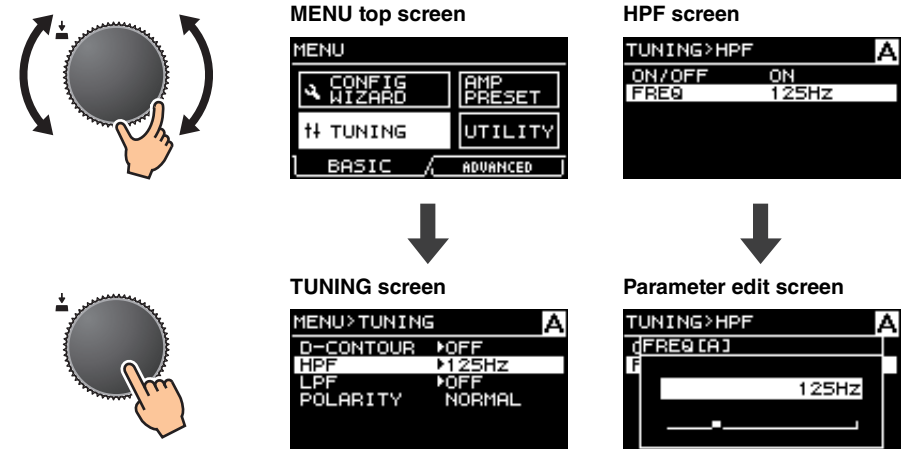 MENU top screen
MENU
CONFIG WIZARD
AMP PRESET
TUNING
UTILITY
BASIC
ADVANCED
TUNING screen
MENU>TUNING A
D-CONTOUR OFF
HPF 125Hz
LPF OFF
POLARITY NORMAL
HPF screen
TUNING>HPF A
ON/OFF ON
FREQ 125Hz
Parameter edit screen
TUNING>HPF A
FREQ[A]
125Hz